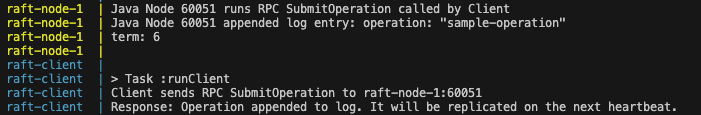 raft-node-1  | Java Node 60051 runs RPC SubmitOperation called by Client
raft-node-1  | Java Node 60051 appended log entry: operation: "sample-operation"
raft-node-1  | term: 6
raft-node-1  |
raft-client  |
raft-client  | > Task :runClient
raft-client  | Client sends RPC SubmitOperation to raft-node-1:60051
raft-client  | Response: Operation appended to log. It will be replicated on the next heartbeat.